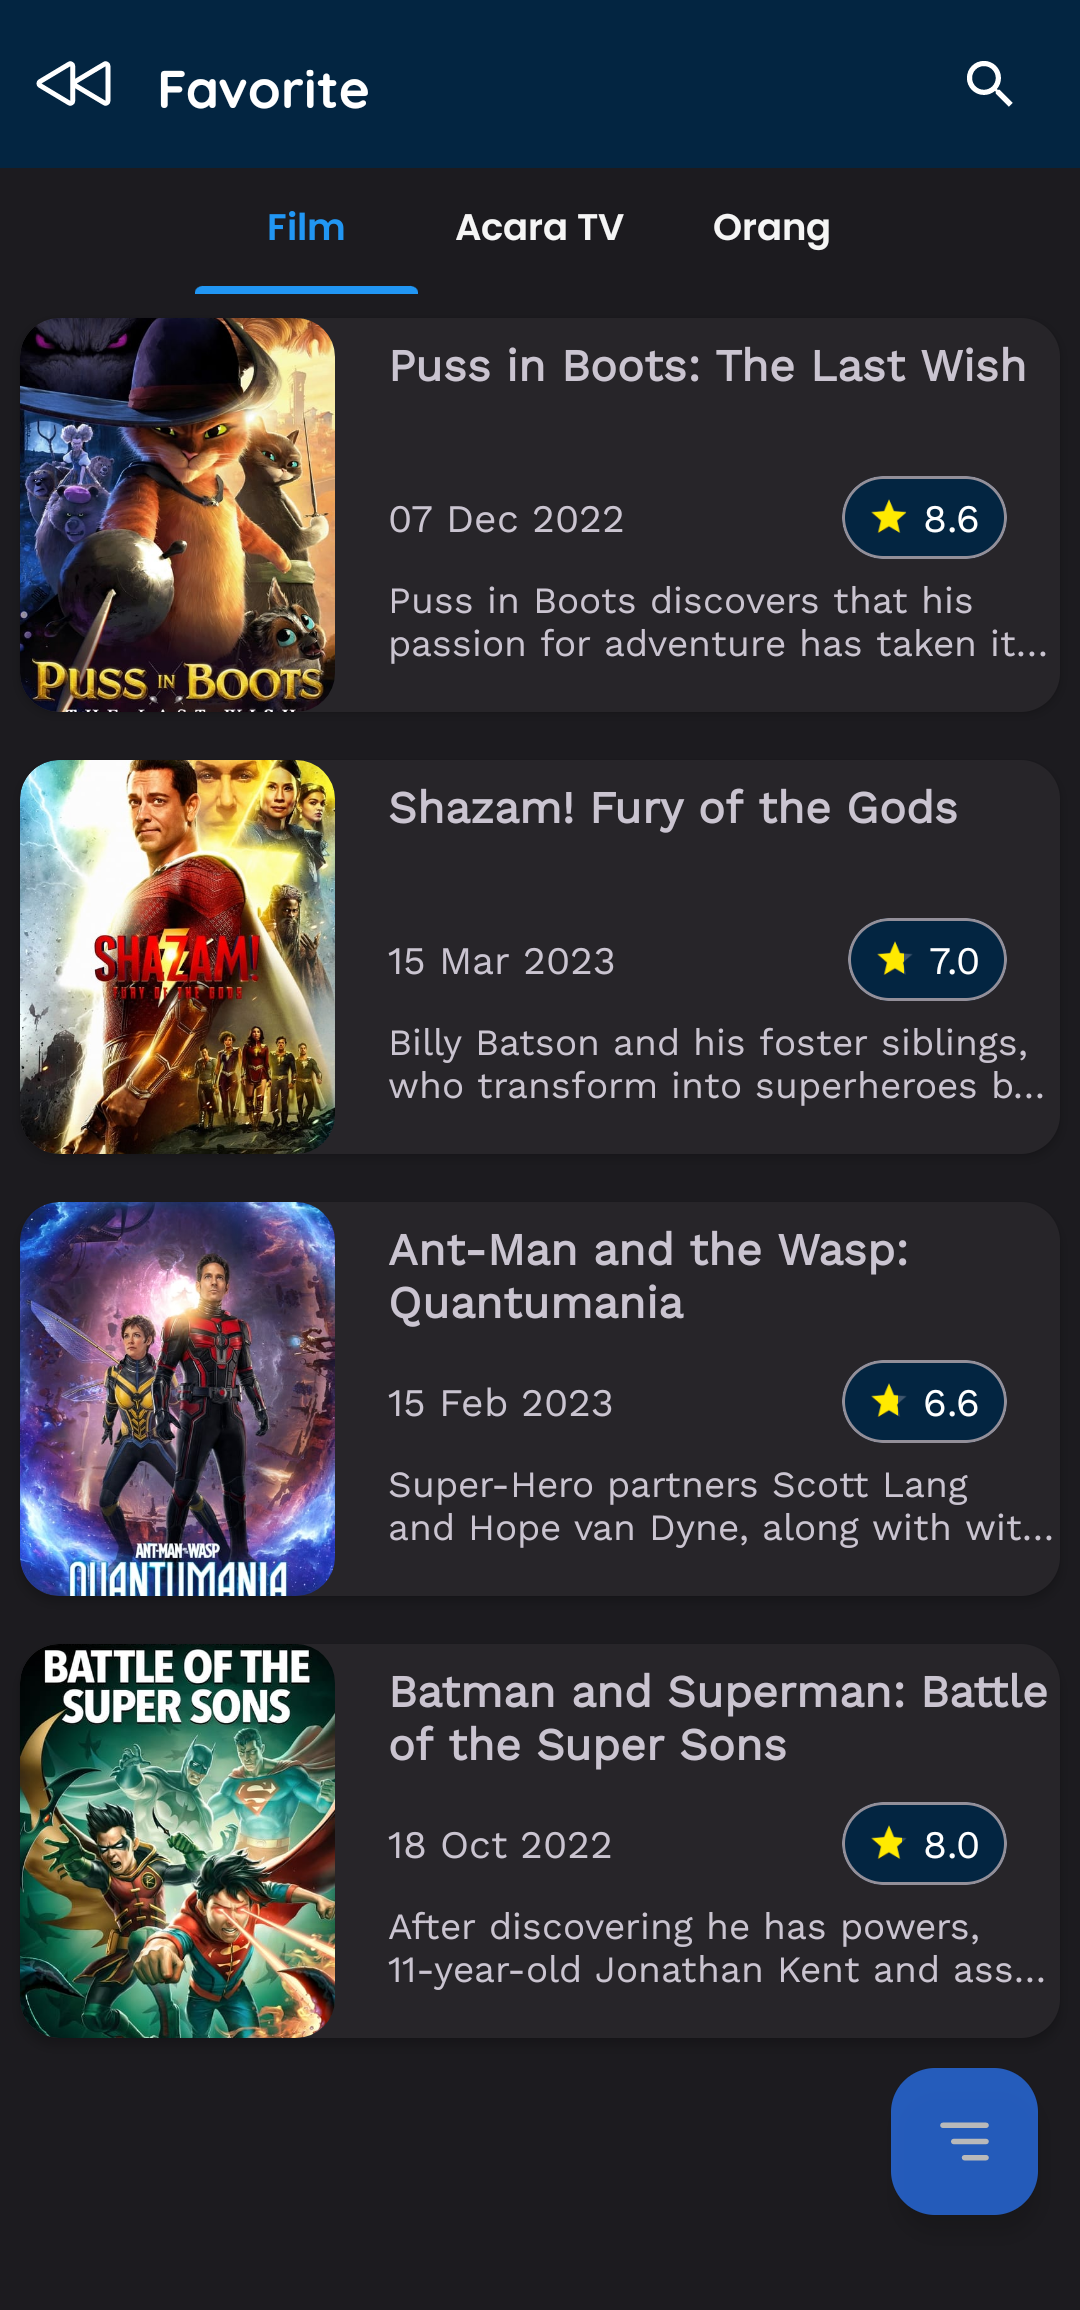 Favorite
Film
Acara TV
Orang
PUSS IN BOOTS
THE LAST WISH
Puss in Boots: The Last Wish
07 Dec 2022
8.6
Puss in Boots discovers that his
passion for adventure has taken it...
SHAZAM!
FURY OF THE GODS
Shazam! Fury of the Gods
15 Mar 2023
7.0
Billy Batson and his foster siblings,
who transform into superheroes b...
ANT-MAN AND THE WASP
QUANTUMANIA
Ant-Man and the Wasp:
Quantumania
15 Feb 2023
6.6
Super-Hero partners Scott Lang
and Hope van Dyne, along with wit...
BATTLE OF THE
SUPER SONS
Batman and Superman: Battle
of the Super Sons
18 Oct 2022
8.0
After discovering he has powers,
11-year-old Jonathan Kent and ass...